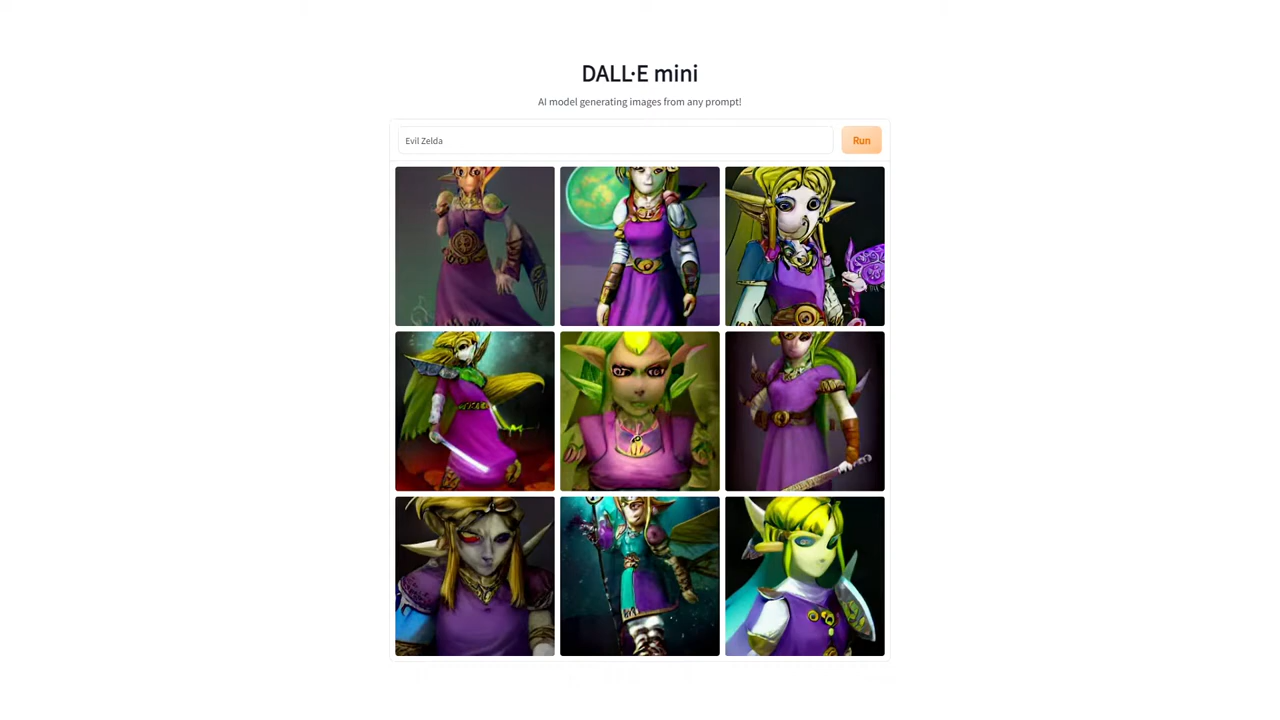 DALL·E mini
AI model generating images from any prompt!
Evil Zelda
Run